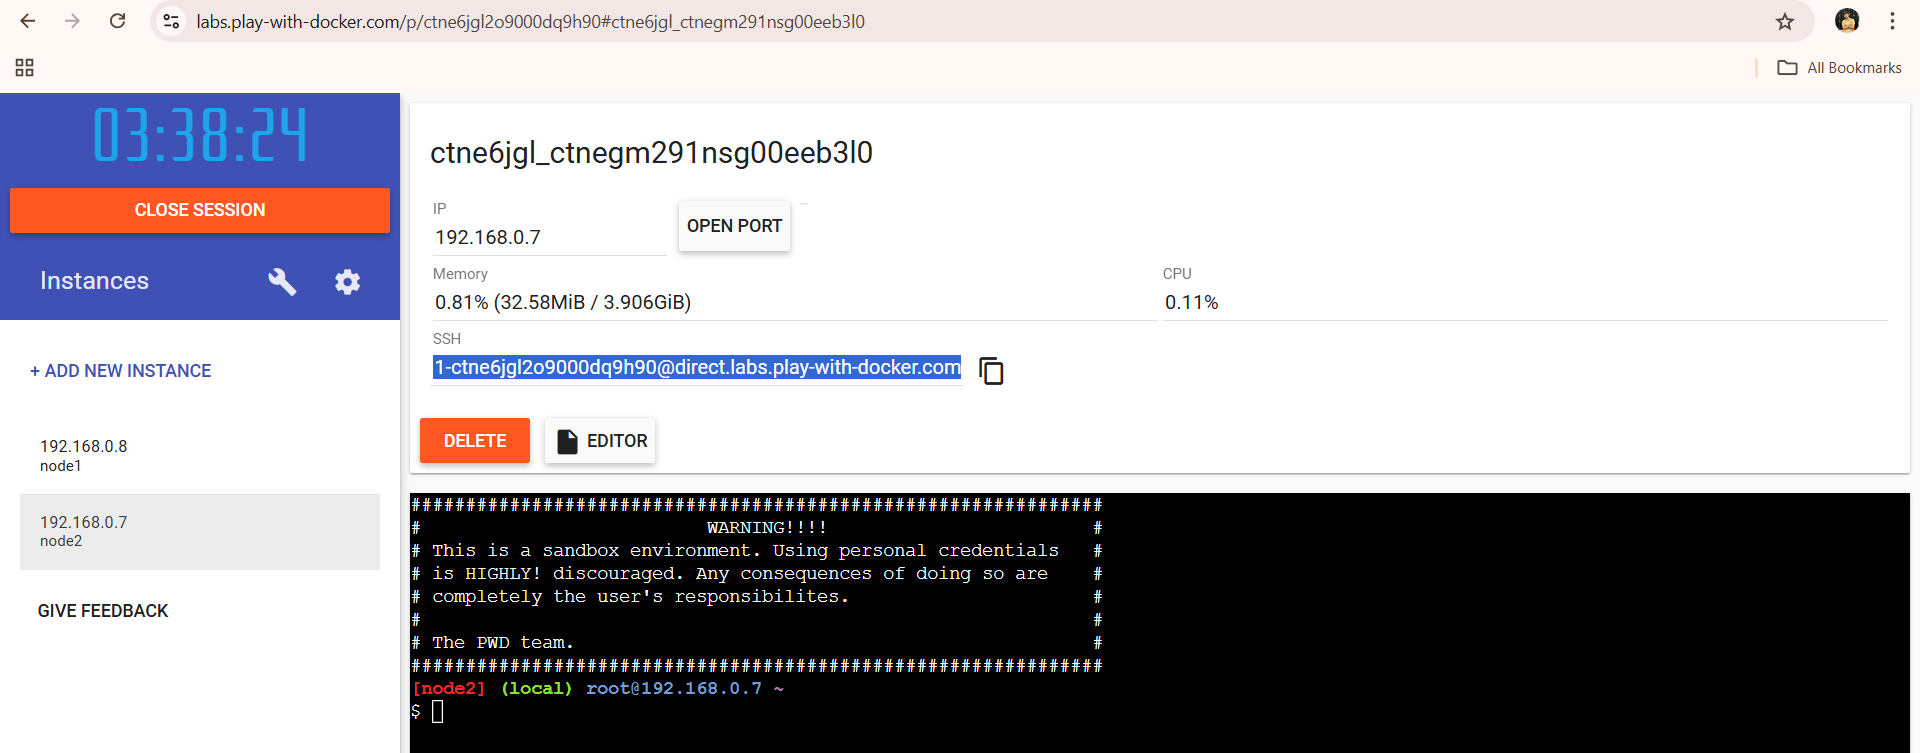 labs.play-with-docker.com/p/ctne6jgl2o9000dq9h90#ctne6jgl_ctnegm291nsg00eeb3l0
All Bookmarks
03:38:24
CLOSE SESSION
Instances
+ ADD NEW INSTANCE
192.168.0.8
node1
192.168.0.7
node2
GIVE FEEDBACK
ctne6jgl_ctnegm291nsg00eeb3l0
IP
192.168.0.7
OPEN PORT
Memory
0.81% (32.58MiB / 3.906GiB)
CPU
0.11%
SSH
1-ctne6jgl2o9000dq9h90@direct.labs.play-with-docker.com
DELETE
EDITOR
###############################################################
# WARNING!!!! #
# This is a sandbox environment. Using personal credentials #
# is HIGHLY! discouraged. Any consequences of doing so are #
# completely the user's responsibilites. #
# #
# The PWD team. #
###############################################################
[node2] (local) root@192.168.0.7 ~
$